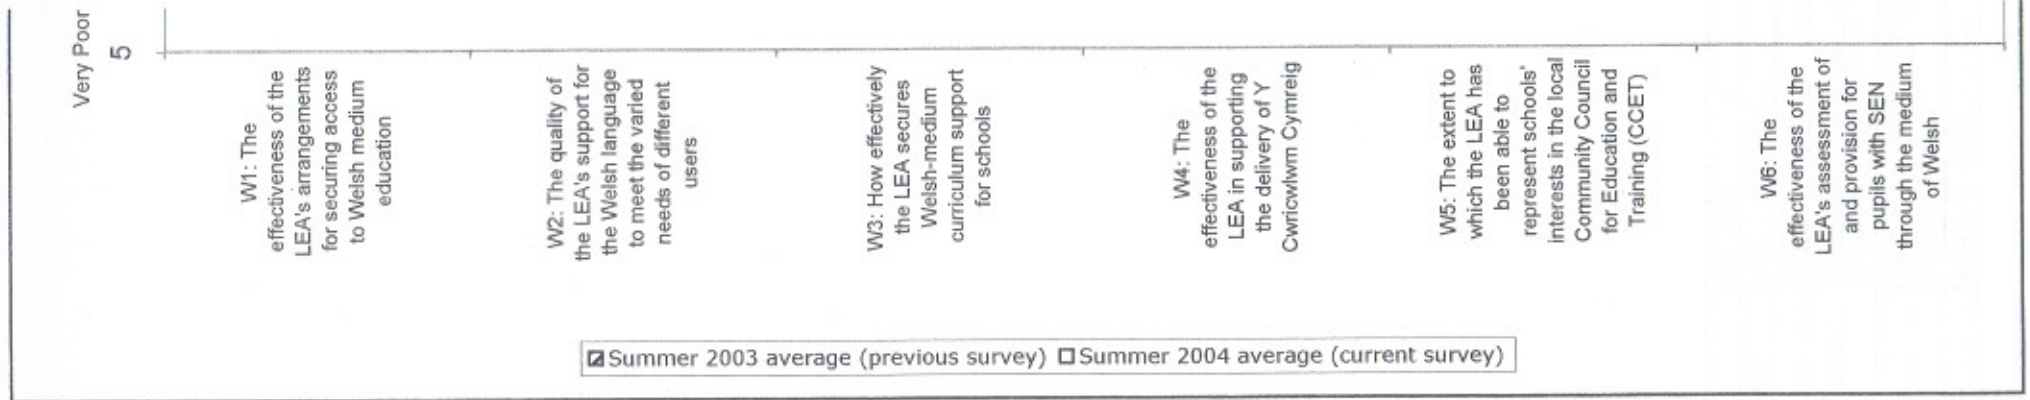 Very Poor
5
W1: The
effectiveness of the
LEA's arrangements
for securing access
to Welsh medium
education
W2: The quality of
the LEA's support for
the Welsh language
to meet the varied
needs of different
users
W3: How effectively
the LEA secures
Welsh-medium
curriculum support
for schools
W4: The
effectiveness of the
LEA in supporting
the delivery of Y
Cwricwlwm Cymreig
W5: The extent to
which the LEA has
been able to
represent schools'
interests in the local
Community Council
for Education and
Training (CCET)
W6: The
effectiveness of the
LEA's assessment of
and provision for
pupils with SEN
through the medium
of Welsh
Summer 2003 average (previous survey) Summer 2004 average (current survey)